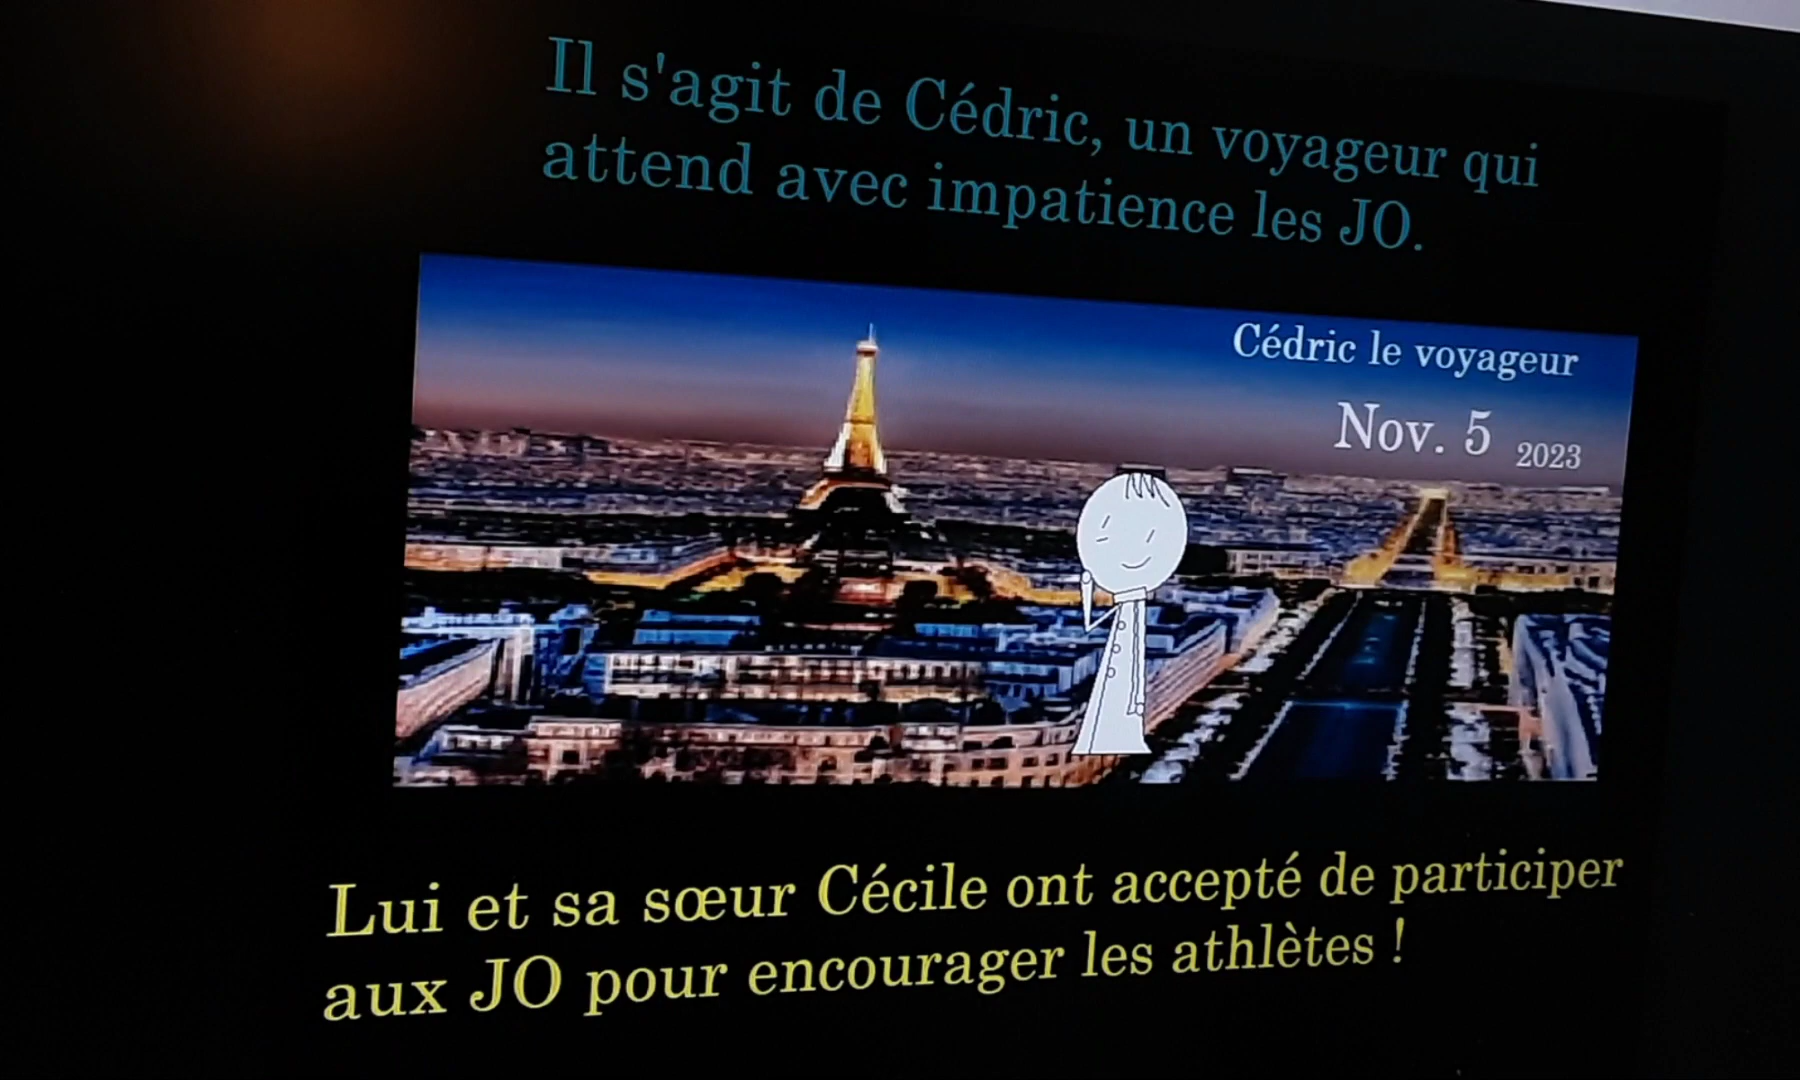 Il s'agit de Cédric, un voyageur qui
attend avec impatience les JO.
Cédric le voyageur
Nov. 5 2023
Lui et sa sœur Cécile ont accepté de participer
aux JO pour encourager les athlètes !